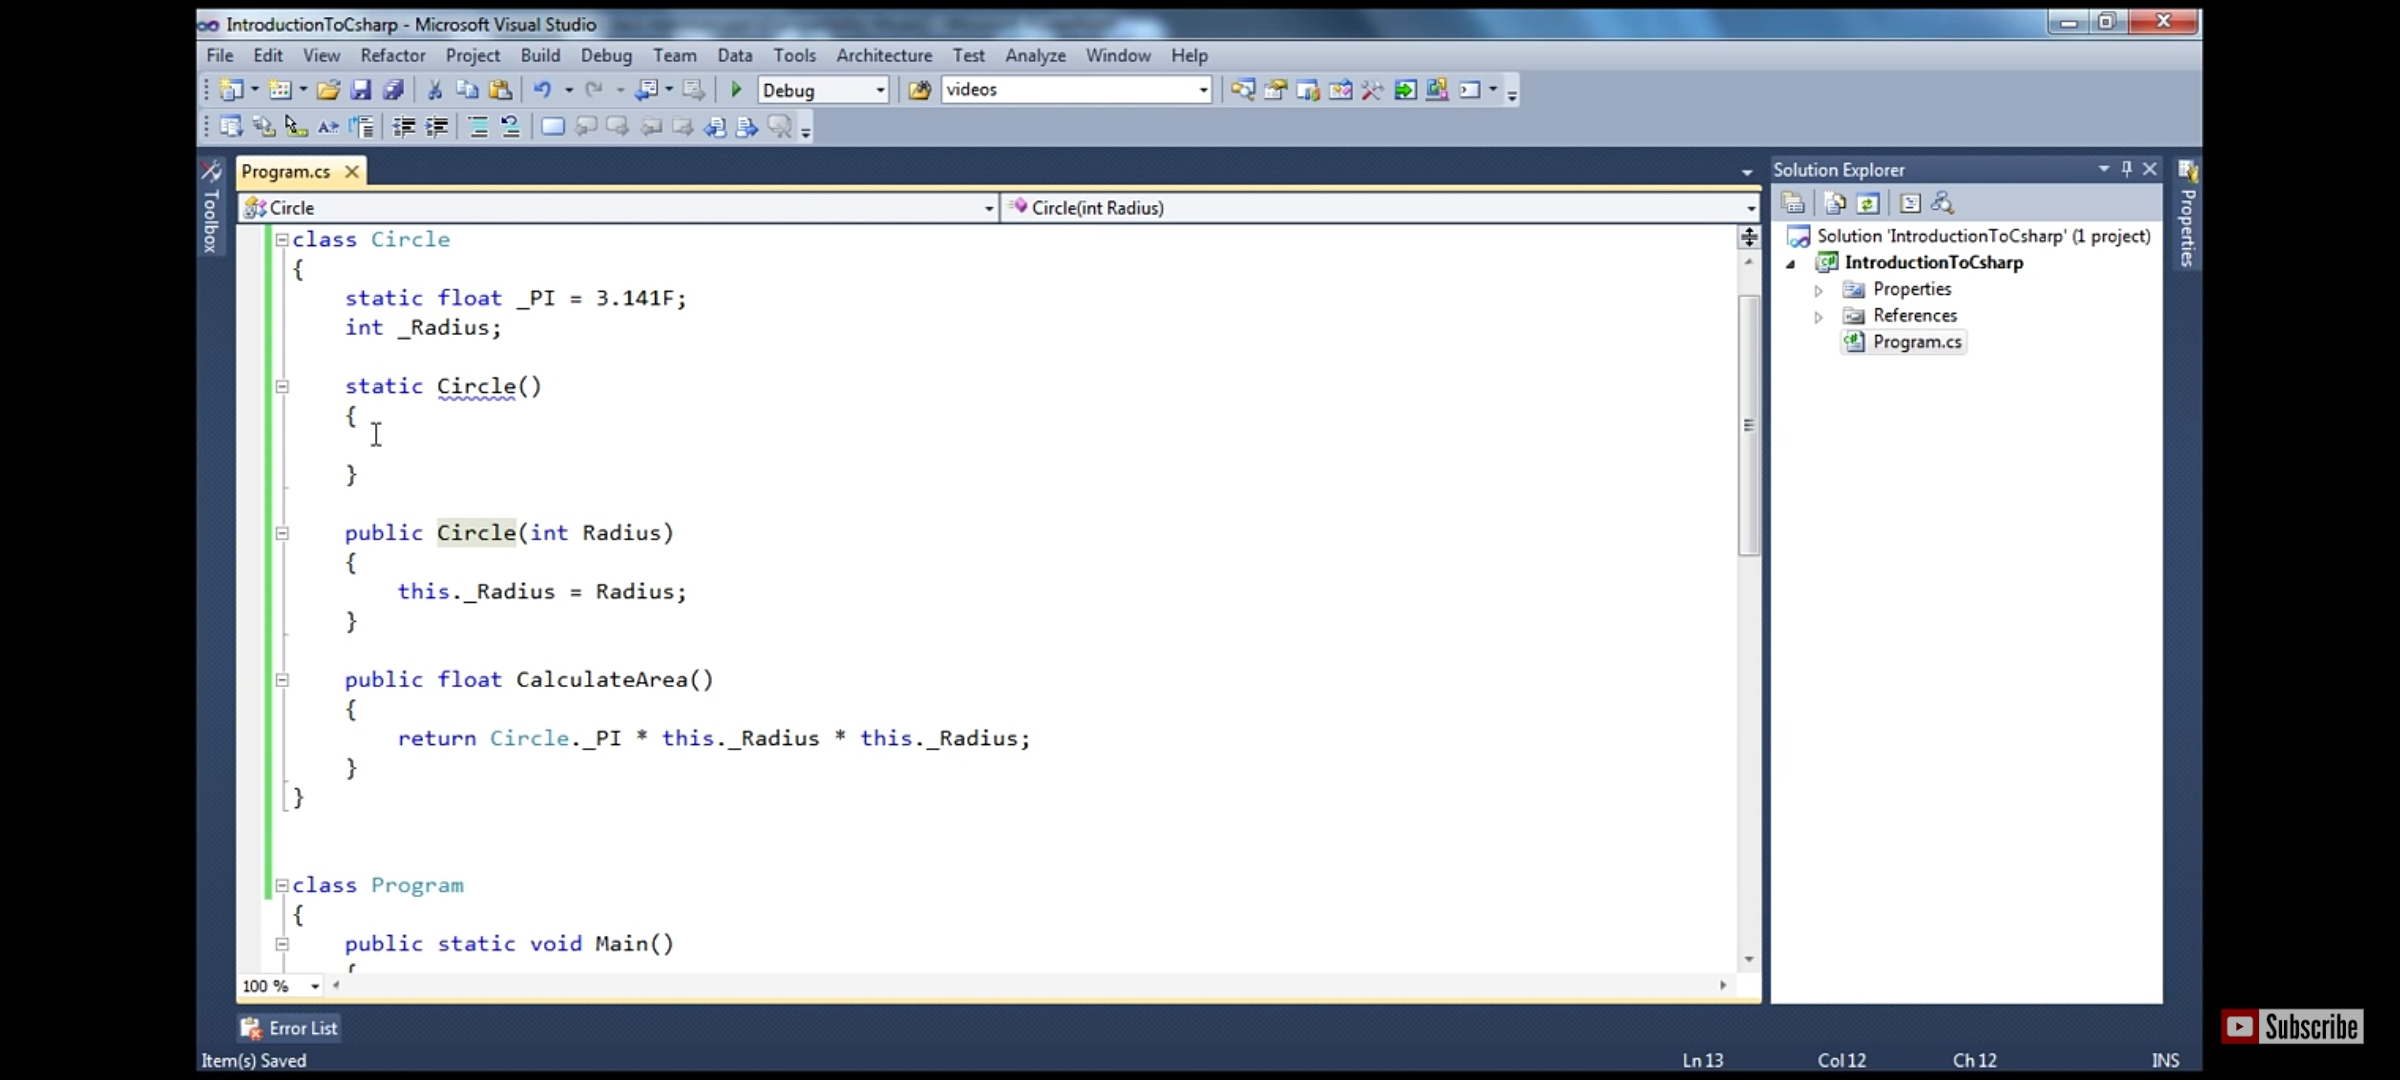 IntroductionToCsharp - Microsoft Visual Studio
File Edit View Refactor Project Build Debug Team Data Tools Architecture Test Analyze Window Help
Debug videos
Toolbox
Program.cs
Circle Circle(int Radius)
class Circle
{
static float _PI = 3.141F;
int _Radius;
static Circle()
{
}
public Circle(int Radius)
{
this._Radius = Radius;
}
public float CalculateArea()
{
return Circle._PI * this._Radius * this._Radius;
}
}
class Program
{
public static void Main()
{
100 %
Solution Explorer
Solution 'IntroductionToCsharp' (1 project)
IntroductionToCsharp
Properties
References
Program.cs
Properties
Error List
Item(s) Saved
Ln 13 Col 12 Ch 12 INS
Subscribe